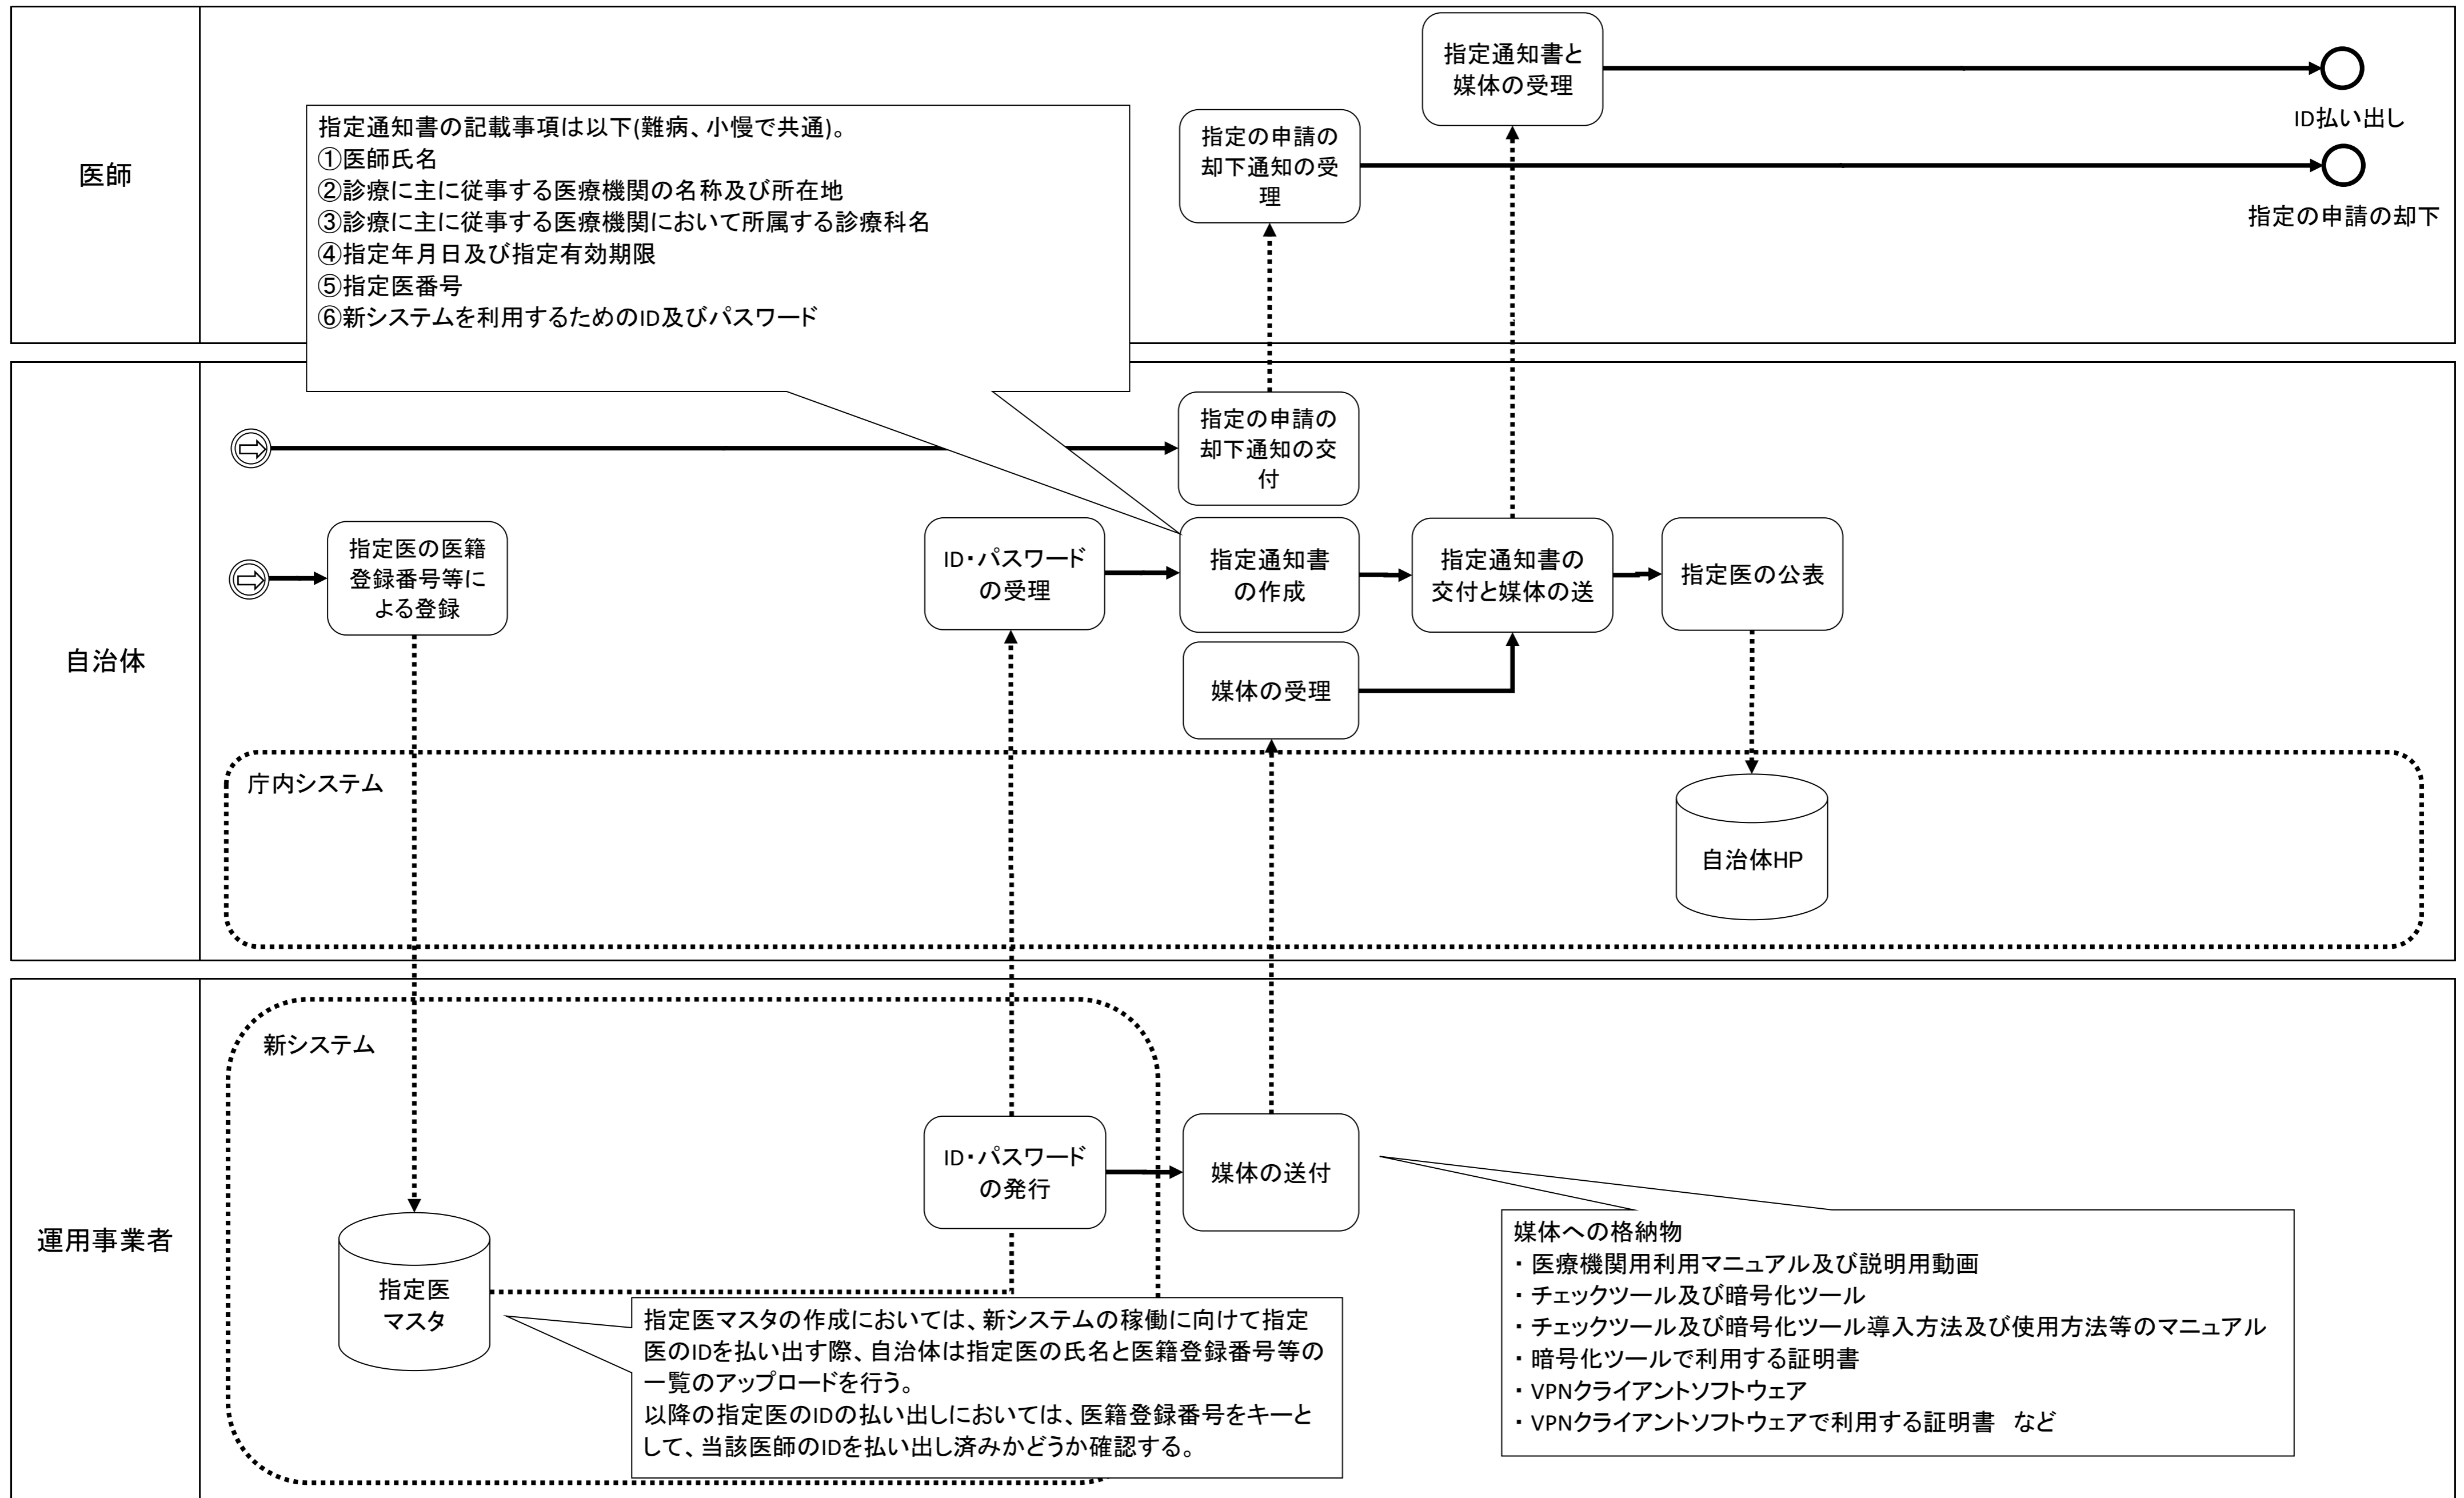 医師
指定通知書と
媒体の受理
ID払い出し
指定の申請の
却下通知の受
理
指定の申請の却下
指定通知書の記載事項は以下(難病、小慢で共通)。
①医師氏名
②診療に主に従事する医療機関の名称及び所在地
③診療に主に従事する医療機関において所属する診療科名
④指定年月日及び指定有効期限
⑤指定医番号
⑥新システムを利用するためのID及びパスワード
自治体
指定の申請の
却下通知の交
付
指定医の医籍
登録番号等に
よる登録
ID・パスワード
の受理
指定通知書
の作成
指定通知書の
交付と媒体の送
指定医の公表
媒体の受理
庁内システム
自治体HP
運用事業者
新システム
ID・パスワード
の発行
媒体の送付
指定医
マスタ
指定医マスタの作成においては、新システムの稼働に向けて指定
医のIDを払い出す際、自治体は指定医の氏名と医籍登録番号等の
一覧のアップロードを行う。
以降の指定医のIDの払い出しにおいては、医籍登録番号をキーと
して、当該医師のIDを払い出し済みかどうか確認する。
媒体への格納物
・医療機関用利用マニュアル及び説明用動画
・チェックツール及び暗号化ツール
・チェックツール及び暗号化ツール導入方法及び使用方法等のマニュアル
・暗号化ツールで利用する証明書
・VPNクライアントソフトウェア
・VPNクライアントソフトウェアで利用する証明書　など